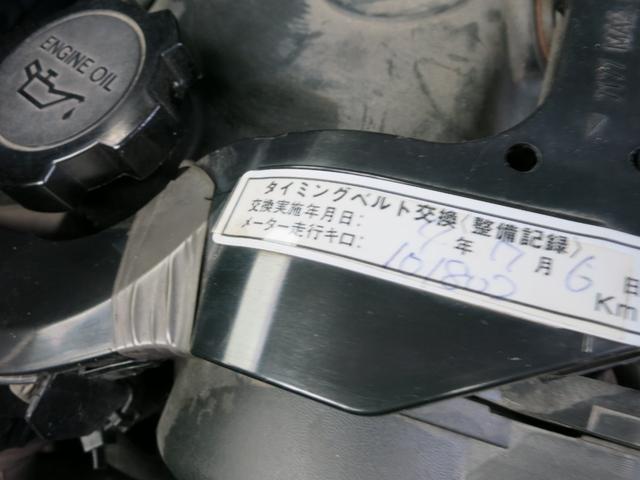 ENGINE OIL
タイミングベルト交換〈整備記録〉
交換実施年月日: 年 月 6 日
メーター走行キロ: 101802 Km